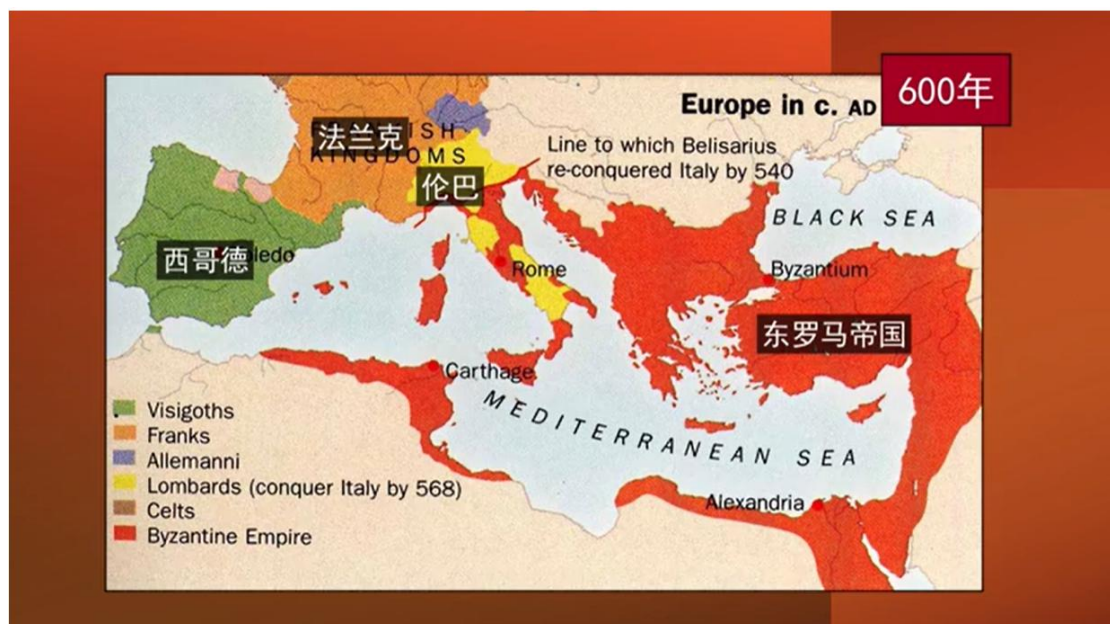 600年
Europe in c. AD
Line to which Belisarius
re-conquered Italy by 540
法兰克
ISH
KINGDOMS
伦巴
BLACK SEA
西哥德
ledo
Rome
Byzantium
东罗马帝国
Carthage
MEDITERRANEAN SEA
Alexandria
Visigoths
Franks
Allemanni
Lombards (conquer Italy by 568)
Celts
Byzantine Empire